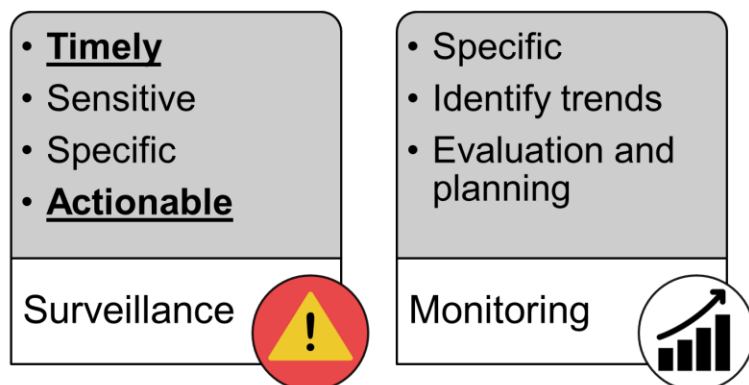 • Timely
• Sensitive
• Specific
• Actionable
Surveillance
!
• Specific
• Identify trends
• Evaluation and
planning
Monitoring